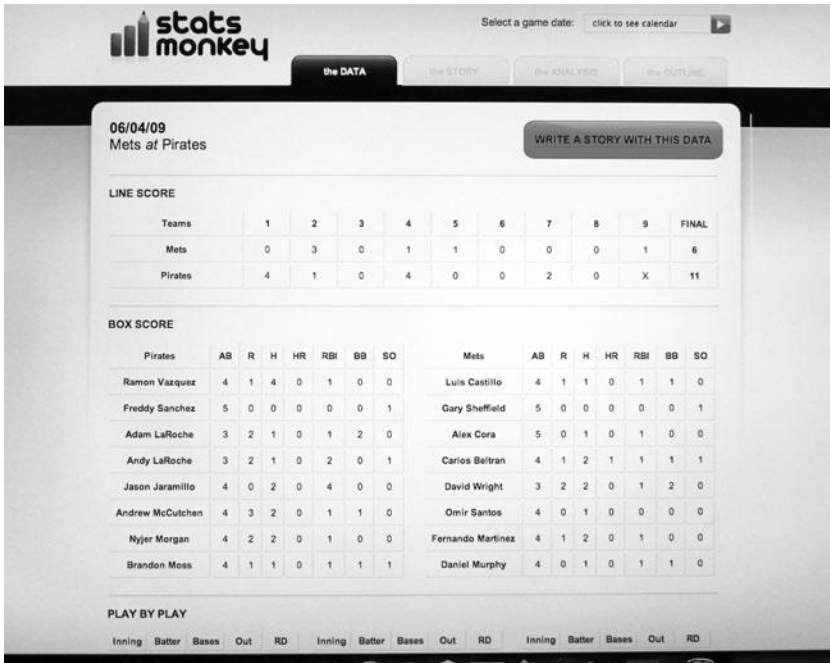 stats
monkey
Select a game date: click to see calendar
the DATA the STORY the ANALYSIS the OUTLINE
06/04/09
Mets at Pirates
WRITE A STORY WITH THIS DATA
LINE SCORE
Teams 1 2 3 4 5 6 7 8 9 FINAL
Mets 0 3 0 1 1 0 0 0 1 6
Pirates 4 1 0 4 0 0 2 0 X 11
BOX SCORE
Pirates AB R H HR RBI BB SO Mets AB R H HR RBI BB SO
Ramon Vazquez 4 1 4 0 1 0 0 Luis Castillo 4 1 1 0 1 1 0
Freddy Sanchez 5 0 0 0 0 0 1 Gary Sheffield 5 0 0 0 0 0 1
Adam LaRoche 3 2 1 0 1 2 0 Alex Cora 5 0 1 0 1 0 0
Andy LaRoche 3 2 1 0 2 0 1 Carlos Beltran 4 1 2 1 1 1 1
Jason Jaramillo 4 0 2 0 4 0 0 David Wright 3 2 2 0 1 2 0
Andrew McCutchen 4 3 2 0 1 1 0 Omir Santos 4 0 1 0 0 0 0
Nyjer Morgan 4 2 2 0 1 0 0 Fernando Martinez 4 1 2 0 1 0 0
Brandon Moss 4 1 1 0 1 1 1 Daniel Murphy 4 0 1 0 1 1 0
PLAY BY PLAY
Inning Batter Bases Out RD Inning Batter Bases Out RD Inning Batter Bases Out RD